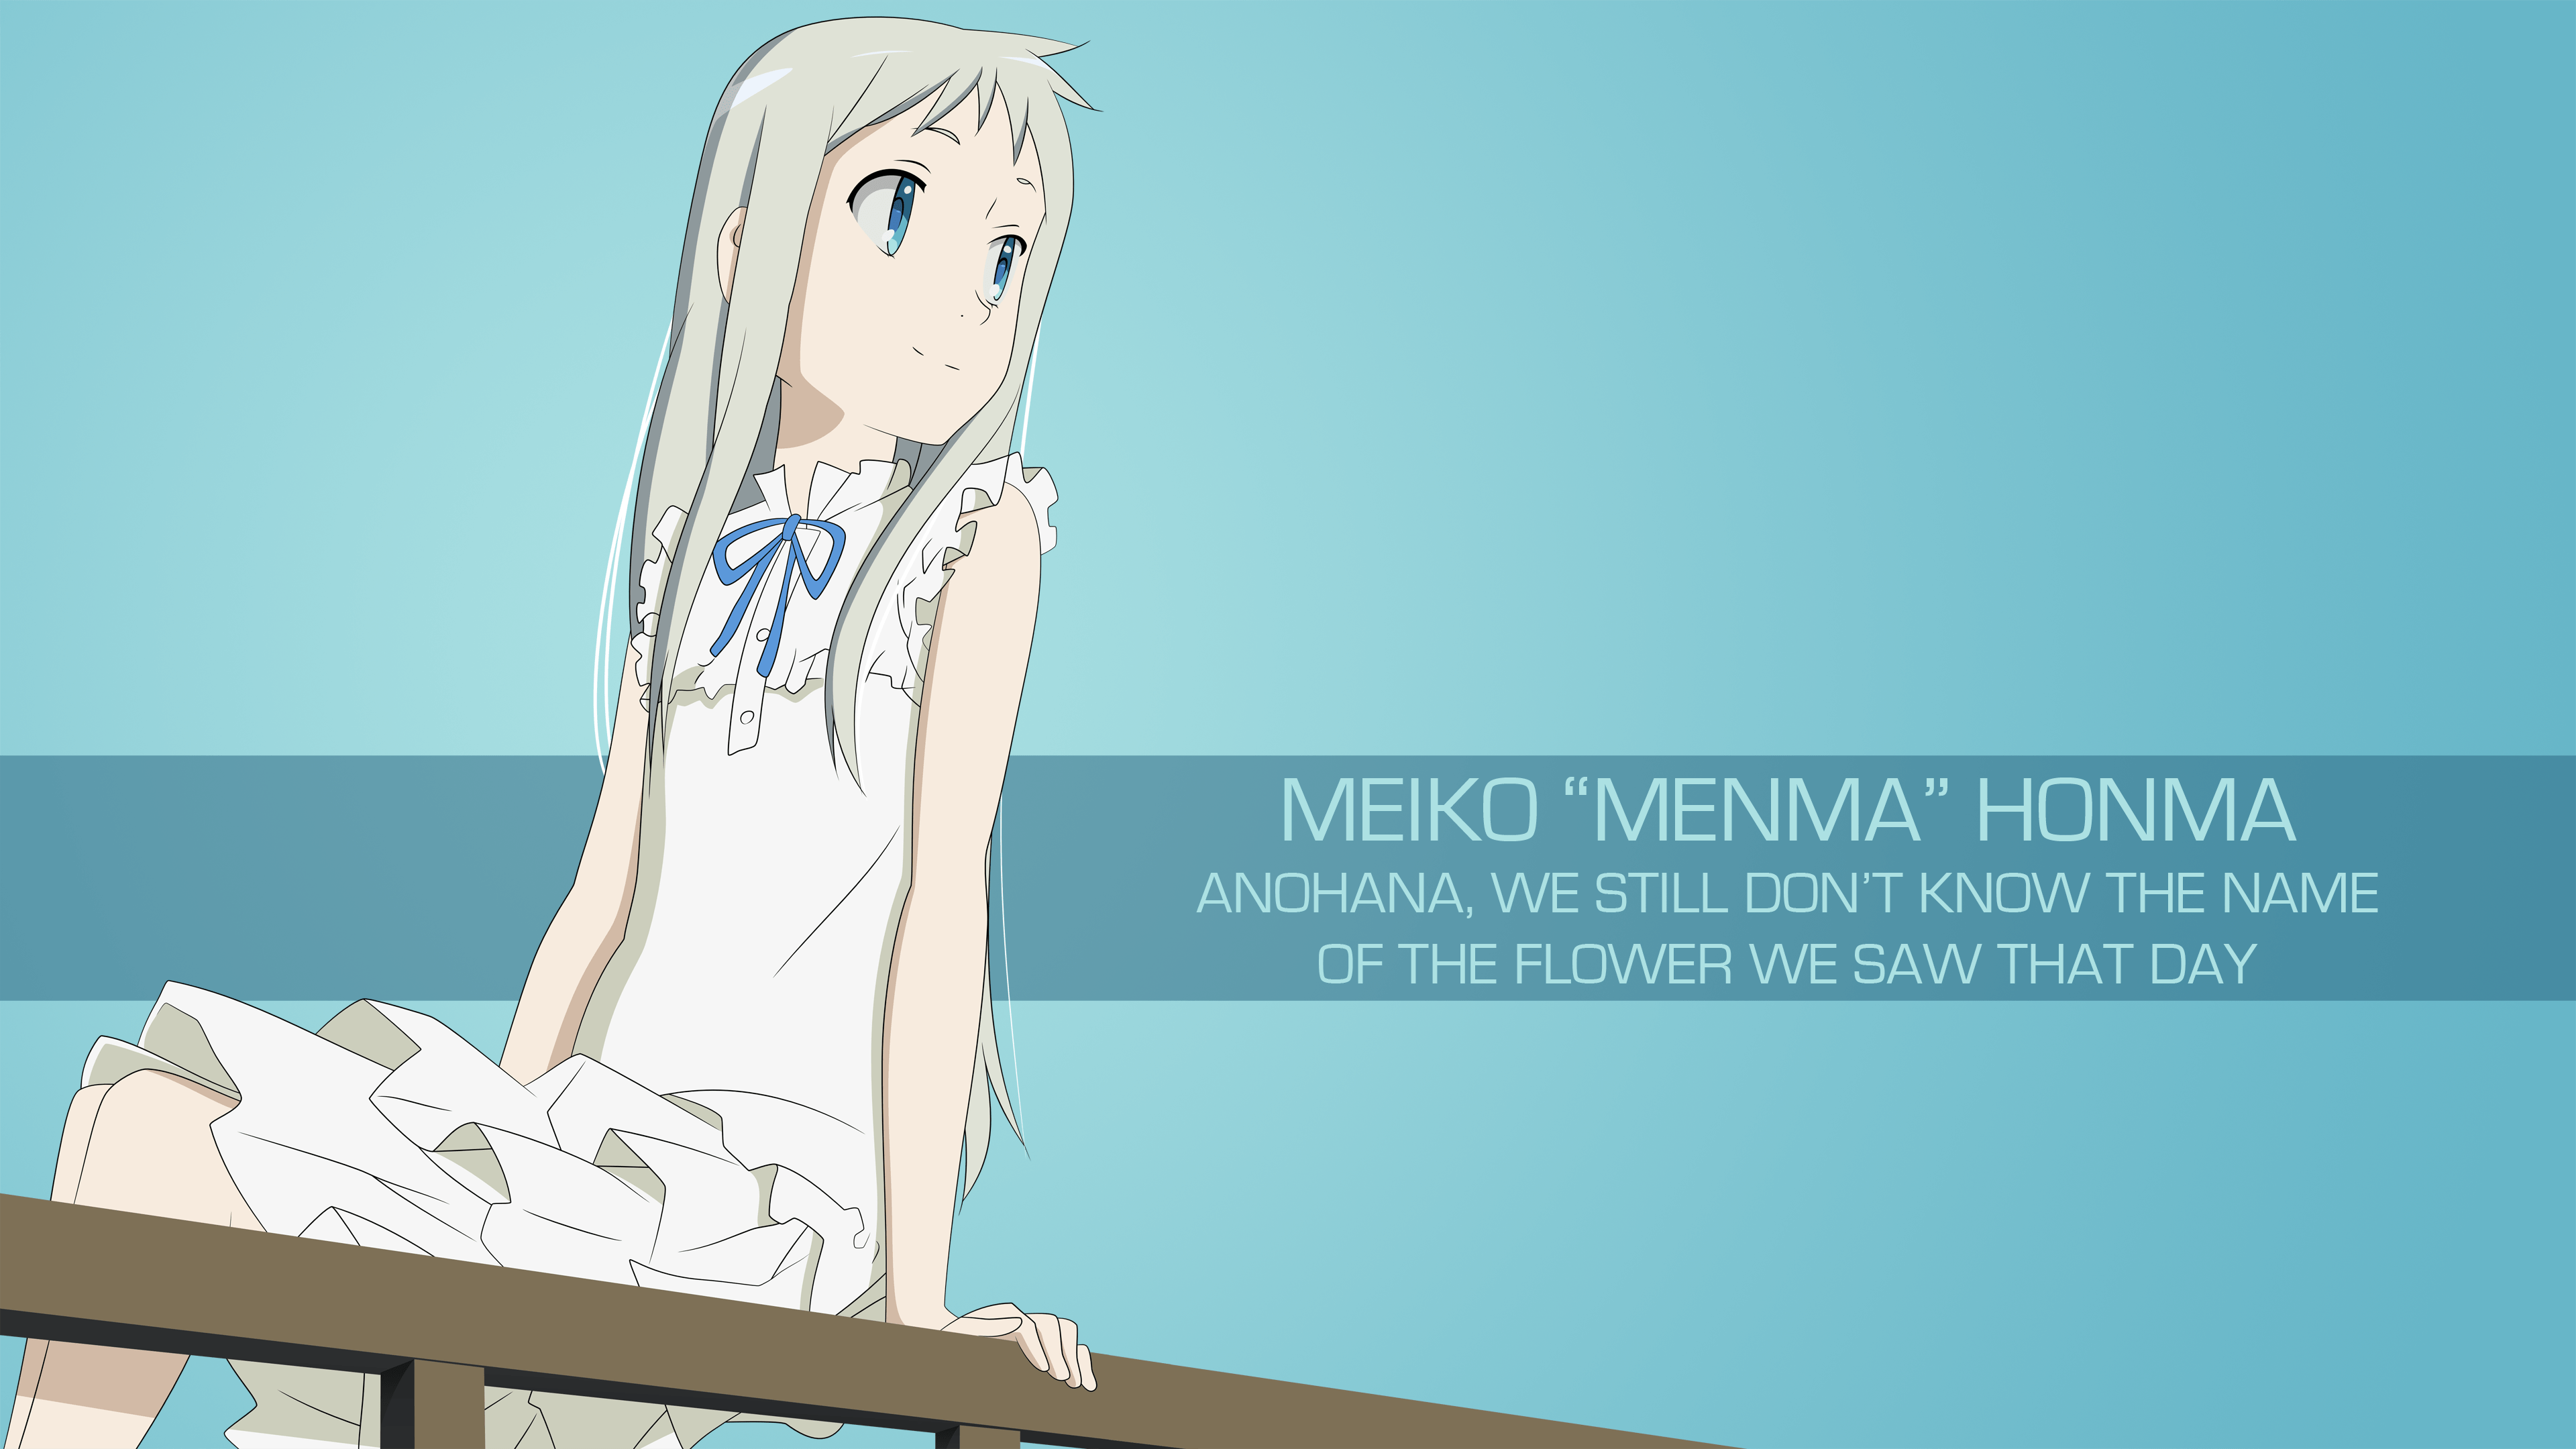 MEIKO “MENMA” HONMA
ANOHANA, WE STILL DON’T KNOW THE NAME
OF THE FLOWER WE SAW THAT DAY